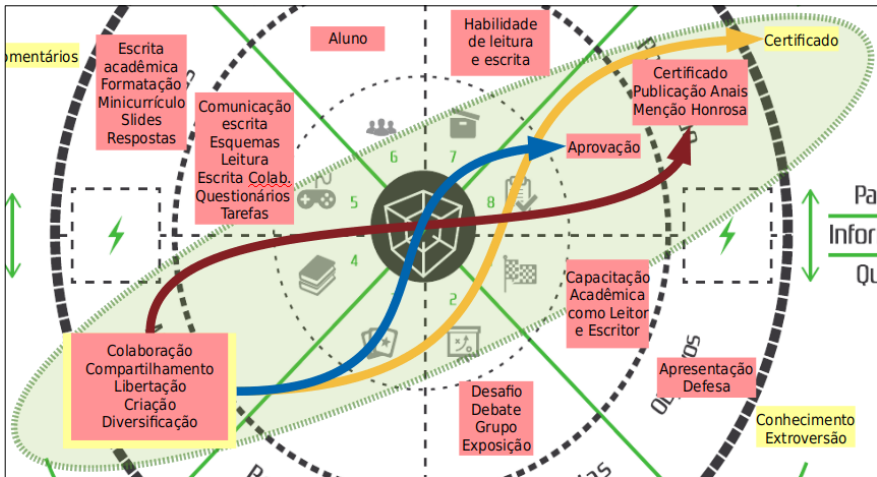 omentários
Escrita
acadêmica
Formatação
Minicurrículo
Slides
Respostas
Aluno
Habilidade
de leitura
e escrita
Certificado
Certificado
Publicação Anais
Menção Honrosa
Comunicação
escrita
Esquemas
Leitura
Escrita Colab.
Questionários
Tarefas
Aprovação
6
7
5
8
4
2
Pa
Infor
Qu
Capacitação
Acadêmica
como Leitor
e Escritor
Colaboração
Compartilhamento
Libertação
Criação
Diversificação
Apresentação
Defesa
Desafio
Debate
Grupo
Exposição
Conhecimento
Extroversão